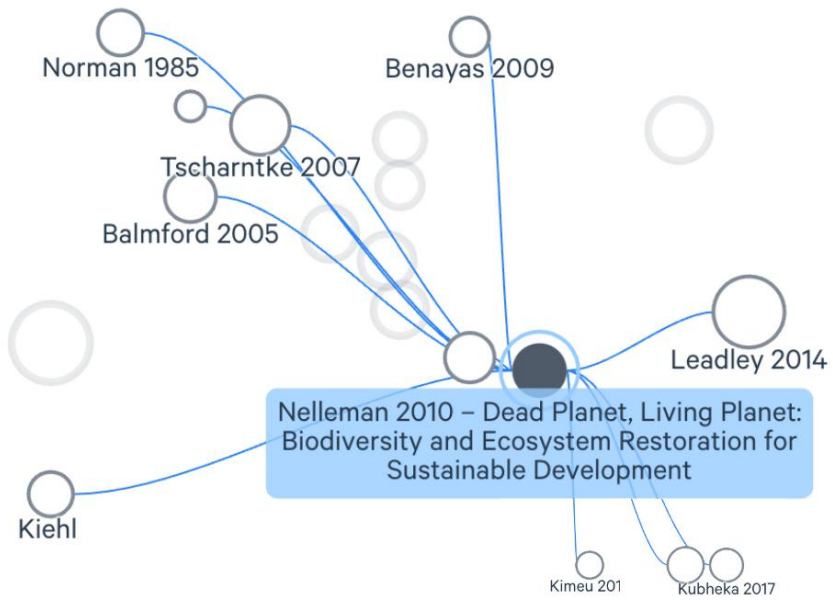 Norman 1985
Benayas 2009
Tscharntke 2007
Balmford 2005
Leadley 2014
Nelleman 2010 – Dead Planet, Living Planet:
Biodiversity and Ecosystem Restoration for
Sustainable Development
Kiehl
Kimeu 201
Kubheka 2017